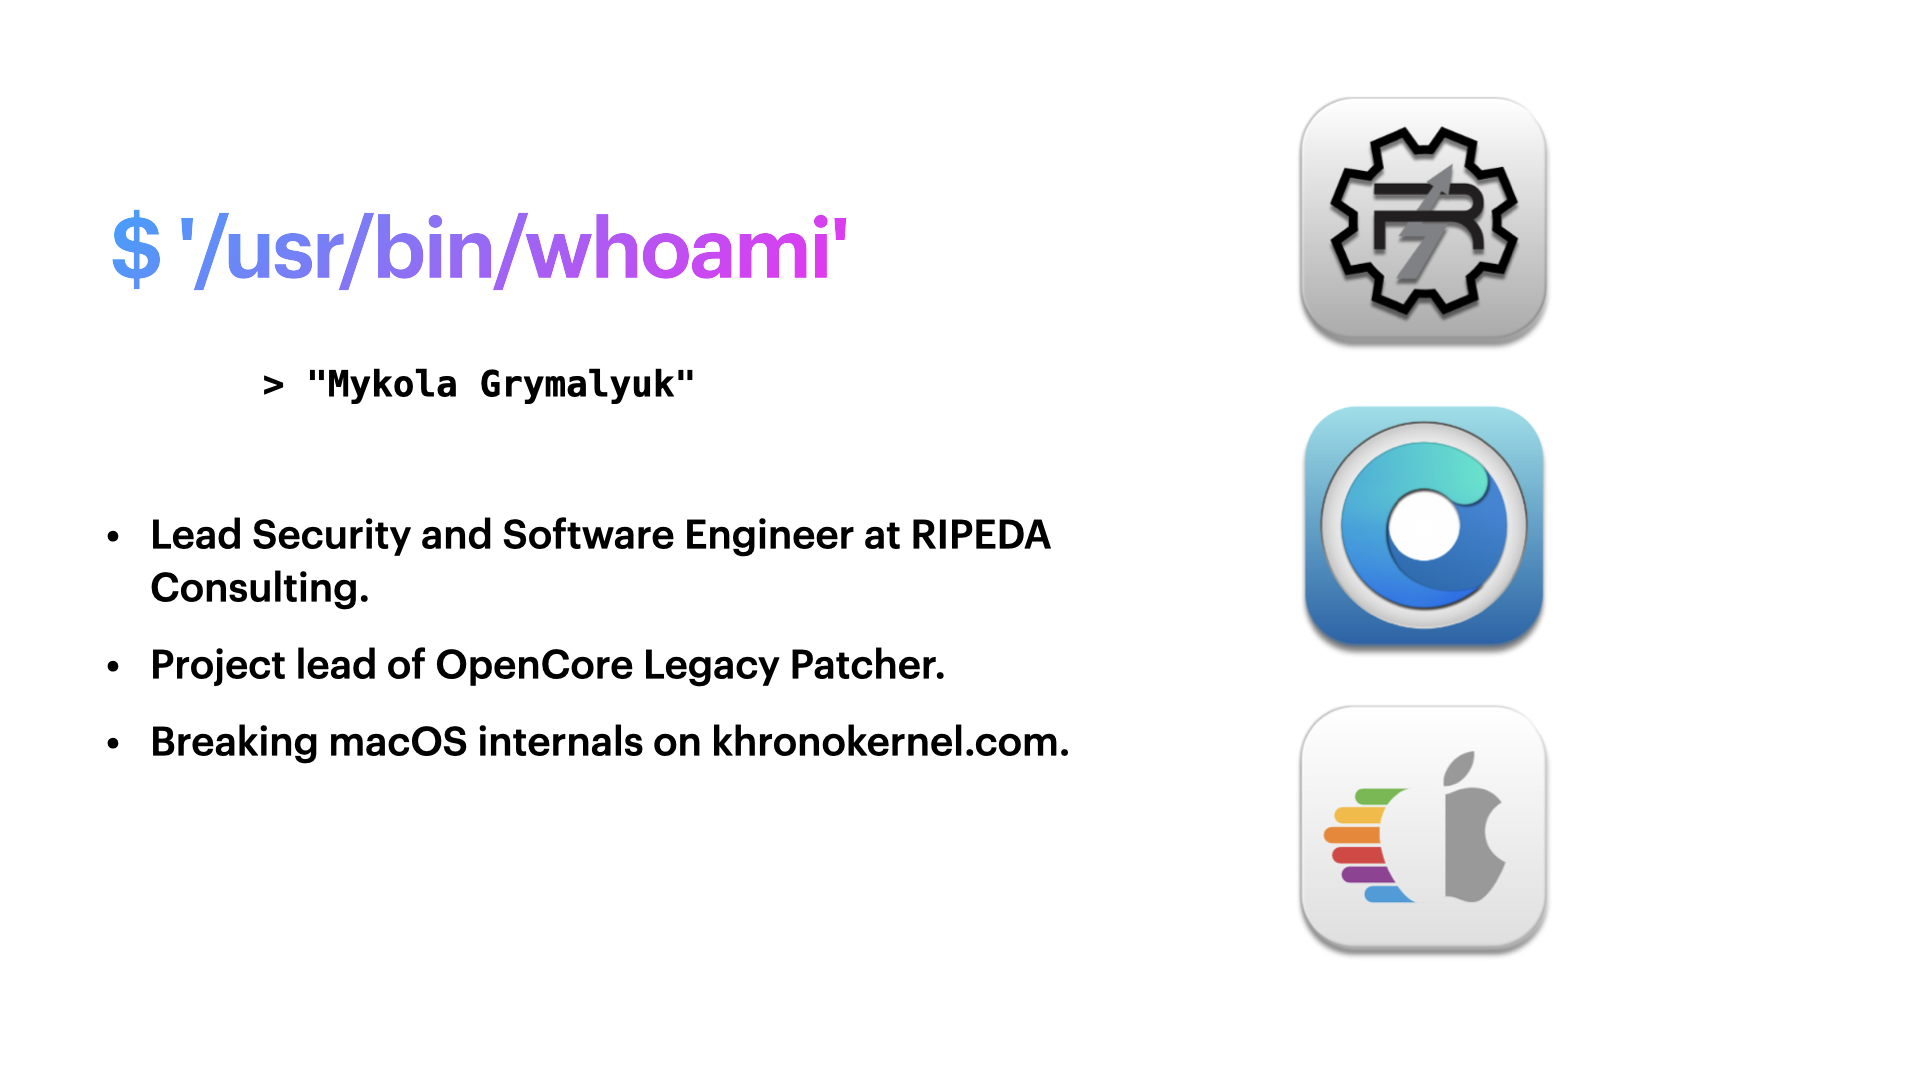 $ '/usr/bin/whoami'
> "Mykola Grymalyuk"
• Lead Security and Software Engineer at RIPEDA
Consulting.
• Project lead of OpenCore Legacy Patcher.
• Breaking macOS internals on khronokernel.com.